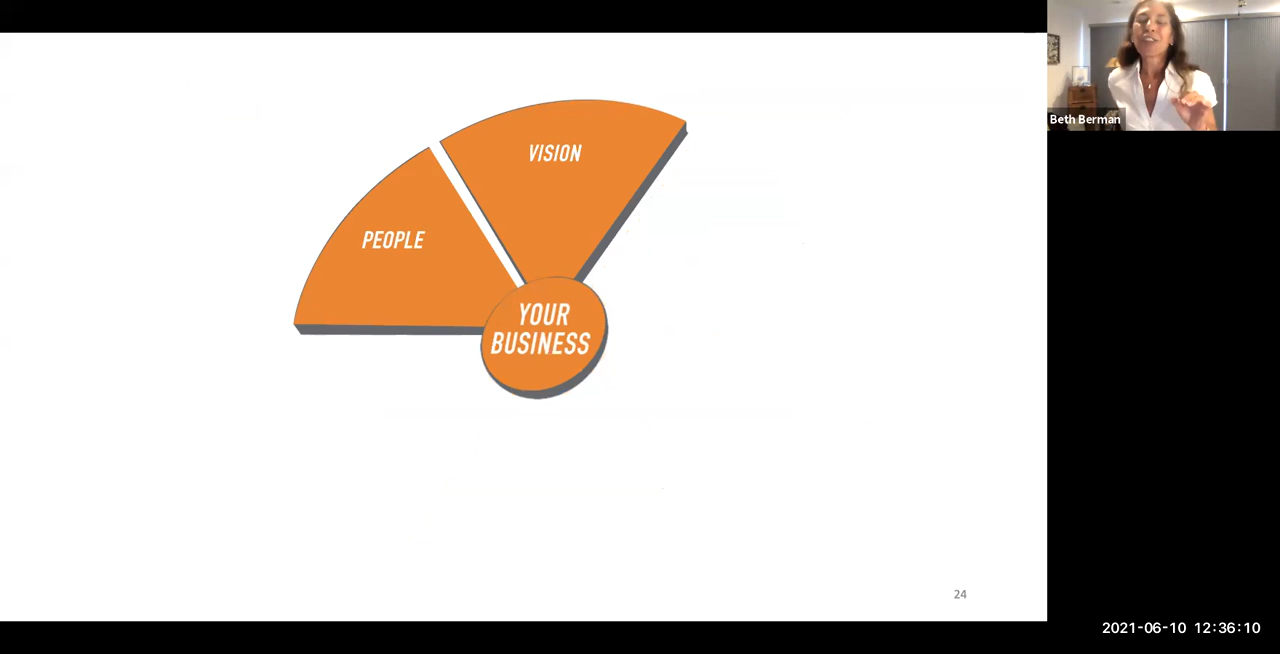 VISION
PEOPLE
YOUR
BUSINESS
Beth Berman
24
2021-06-10 12:36:10